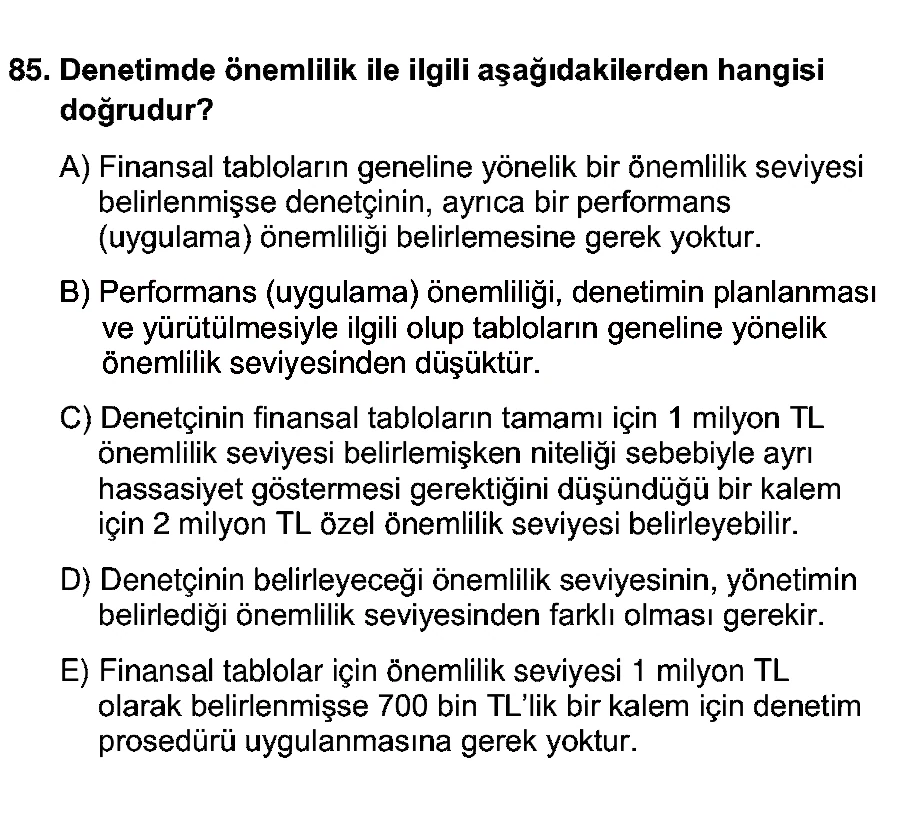 85. Denetimde önemlilik ile ilgili aşağıdakilerden hangisi
doğrudur?
A) Finansal tabloların geneline yönelik bir önemlilik seviyesi
belirlenmişse denetçinin, ayrıca bir performans
(uygulama) önemliliği belirlemesine gerek yoktur.
B) Performans (uygulama) önemliliği, denetimin planlanması
ve yürütülmesiyle ilgili olup tabloların geneline yönelik
önemlilik seviyesinden düşüktür.
C) Denetçinin finansal tabloların tamamı için 1 milyon TL
önemlilik seviyesi belirlemişken niteliği sebebiyle ayrı
hassasiyet göstermesi gerektiğini düşündüğü bir kalem
için 2 milyon TL özel önemlilik seviyesi belirleyebilir.
D) Denetçinin belirleyeceği önemlilik seviyesinin, yönetimin
belirlediği önemlilik seviyesinden farklı olması gerekir.
E) Finansal tablolar için önemlilik seviyesi 1 milyon TL
olarak belirlenmişse 700 bin TL’lik bir kalem için denetim
prosedürü uygulanmasına gerek yoktur.